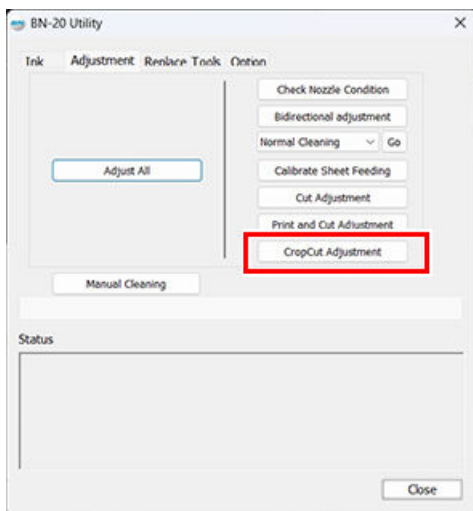 BN-20 Utility
Ink Adjustment Replace Tools Option
Check Nozzle Condition
Bidirectional adjustment
Normal Cleaning Go
Adjust All
Calibrate Sheet Feeding
Cut Adjustment
Print and Cut Adjustment
CropCut Adjustment
Manual Cleaning
Status
Close